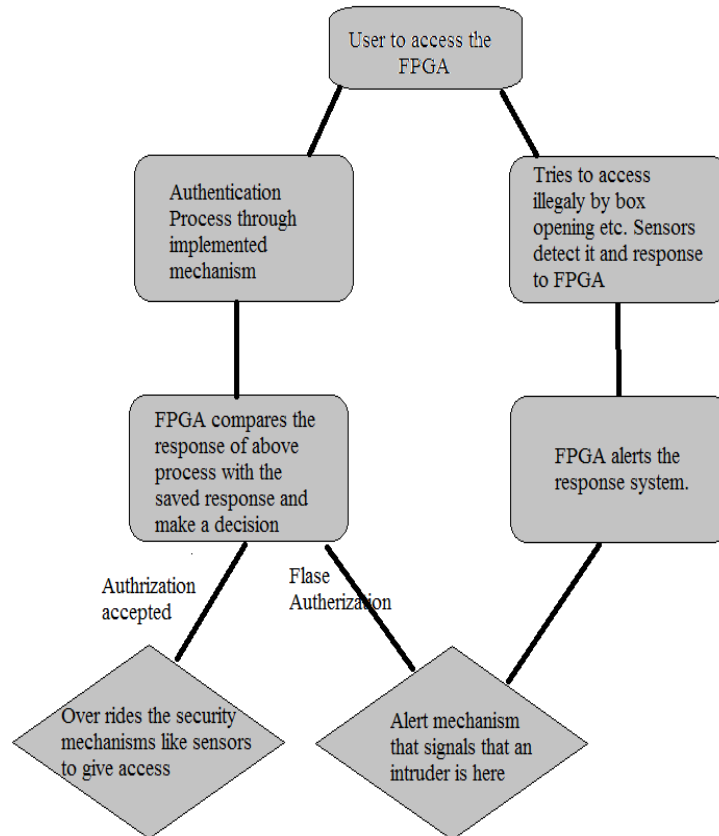 User to access the
FPGA
Authentication
Process through
implemented
mechanism
Tries to access
illegaly by box
opening etc. Sensors
detect it and response
to FPGA
FPGA compares the
response of above
process with the
saved response and
make a decision
FPGA alerts the
response system.
Authrization
accepted
Flase
Autherization
Over rides the security
mechanisms like sensors
to give access
Alert mechanism
that signals that an
intruder is here